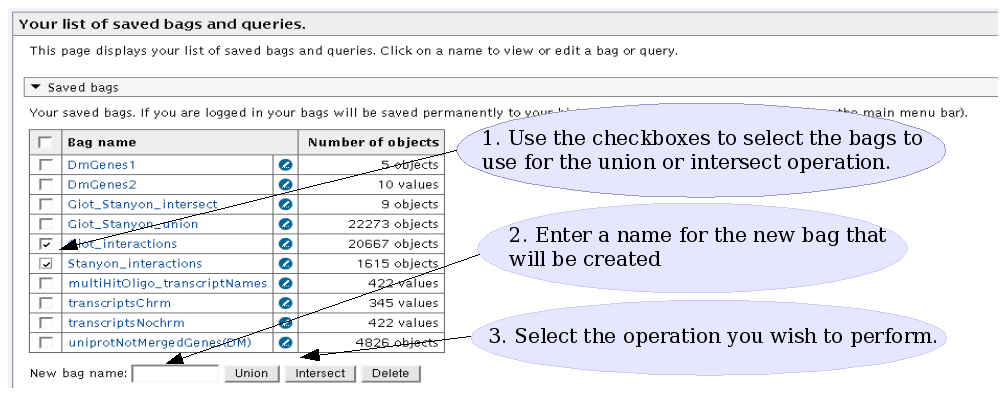 Your list of saved bags and queries.
This page displays your list of saved bags and queries. Click on a name to view or edit a bag or query.
Saved bags
Your saved bags. If you are logged in your bags will be saved permanently to your the main menu bar).
Bag name Number of objects
DmGenes1 5 objects
DmGenes2 10 values
Giot_Stanyon_intersect 9 objects
Giot_Stanyon_union 22273 objects
Giot_interactions 20667 objects
Stanyon_interactions 1615 objects
multiHitOligo_transcriptNames 422 values
transcriptsChrm 345 values
transcriptsNochrm 422 values
uniprotNotMergedGenes(DM) 4826 objects
New bag name: Union Intersect Delete
1. Use the checkboxes to select the bags to
use for the union or intersect operation.
2. Enter a name for the new bag that
will be created
3. Select the operation you wish to perform.